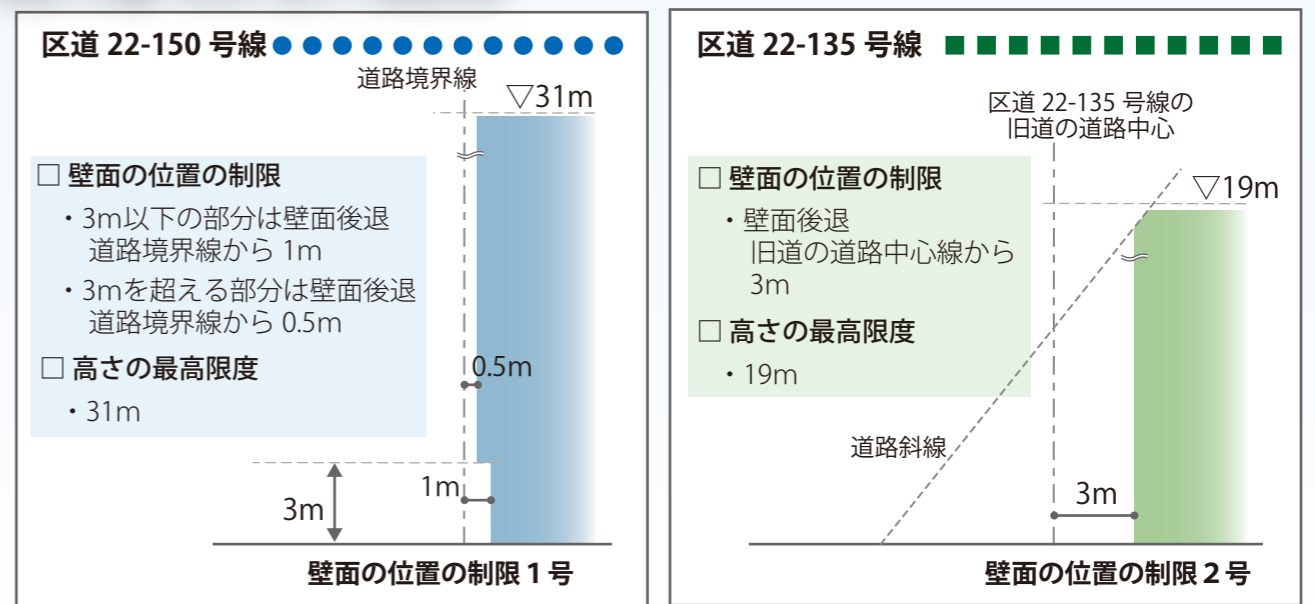 区道 22-150 号線
道路境界線
▽31m
□ 壁面の位置の制限
・3m以下の部分は壁面後退
道路境界線から 1m
・3mを超える部分は壁面後退
道路境界線から 0.5m
□ 高さの最高限度
・31m
0.5m
1m
3m
壁面の位置の制限 1 号
区道 22-135 号線
区道 22-135 号線の
旧道の道路中心
▽19m
□ 壁面の位置の制限
・壁面後退
旧道の道路中心線から
3m
□ 高さの最高限度
・19m
道路斜線
3m
壁面の位置の制限 2 号